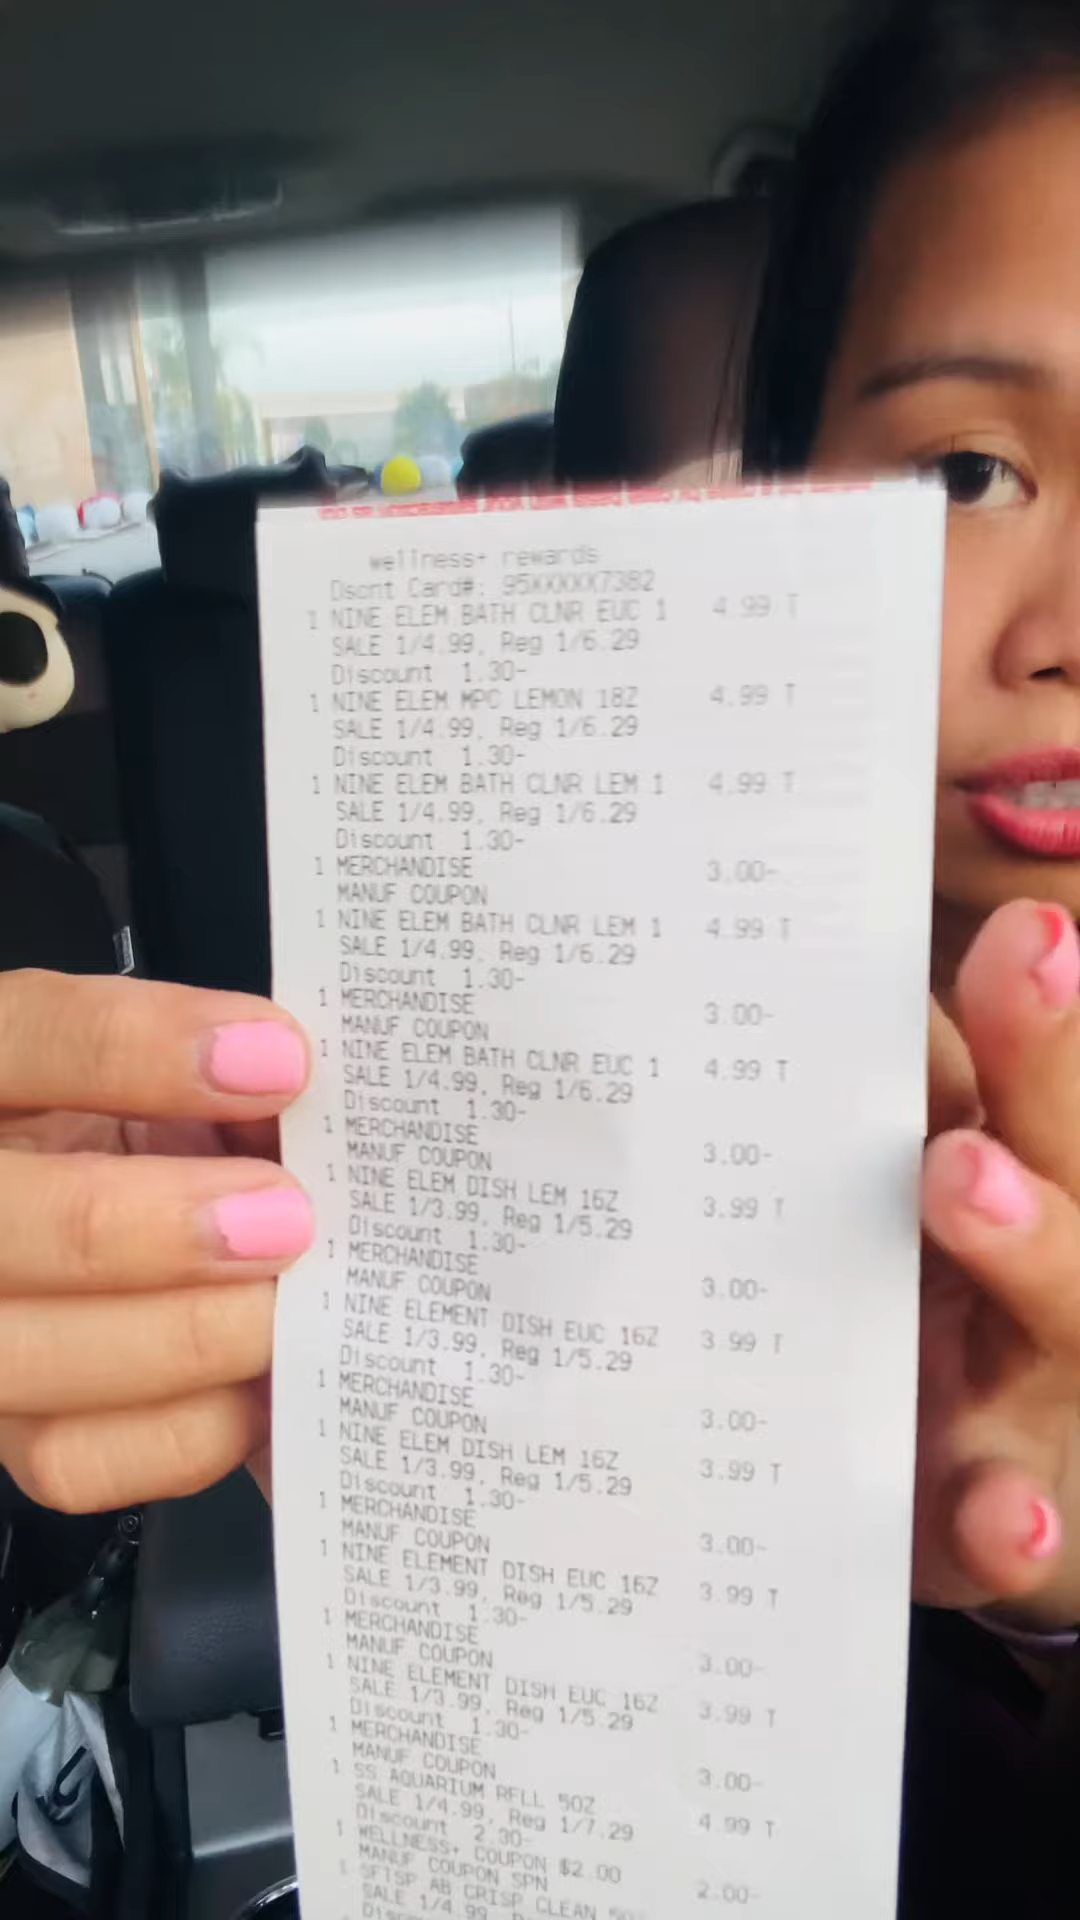 wellness+ rewards
Dscnt Card#: 95XXXXX7382
1 NINE ELEM BATH CLNR EUC 1 4.99 T
SALE 1/4.99, Reg 1/6.29
Discount 1.30-
1 NINE ELEM MPC LEMON 18Z 4.99 T
SALE 1/4.99, Reg 1/6.29
Discount 1.30-
1 NINE ELEM BATH CLNR LEM 1 4.99 T
SALE 1/4.99, Reg 1/6.29
Discount 1.30-
1 MERCHANDISE 3.00-
MANUF COUPON
1 NINE ELEM BATH CLNR LEM 1 4.99 T
SALE 1/4.99, Reg 1/6.29
Discount 1.30-
1 MERCHANDISE 3.00-
MANUF COUPON
1 NINE ELEM BATH CLNR EUC 1 4.99 T
SALE 1/4.99, Reg 1/6.29
Discount 1.30-
1 MERCHANDISE 3.00-
MANUF COUPON
1 NINE ELEM DISH LEM 16Z 3.99 T
SALE 1/3.99, Reg 1/5.29
Discount 1.30-
1 MERCHANDISE 3.00-
MANUF COUPON
1 NINE ELEMENT DISH EUC 16Z 3.99 T
SALE 1/3.99, Reg 1/5.29
Discount 1.30-
1 MERCHANDISE 3.00-
MANUF COUPON
1 NINE ELEM DISH LEM 16Z 3.99 T
SALE 1/3.99, Reg 1/5.29
Discount 1.30-
1 MERCHANDISE 3.00-
MANUF COUPON
1 NINE ELEMENT DISH EUC 16Z 3.99 T
SALE 1/3.99, Reg 1/5.29
Discount 1.30-
1 MERCHANDISE 3.00-
MANUF COUPON
1 NINE ELEMENT DISH EUC 16Z 3.99 T
SALE 1/3.99, Reg 1/5.29
Discount 1.30-
1 MERCHANDISE 3.00-
MANUF COUPON
1 SS AQUARIUM RFLL 5OZ 4.99 T
SALE 1/4.99, Reg 1/7.29
Discount 2.30-
1 WELLNESS+ COUPON $2.00
MANUF COUPON SPN 2.00-
1 SFTSP AB CRISP CLEAN
SALE 1/4.99